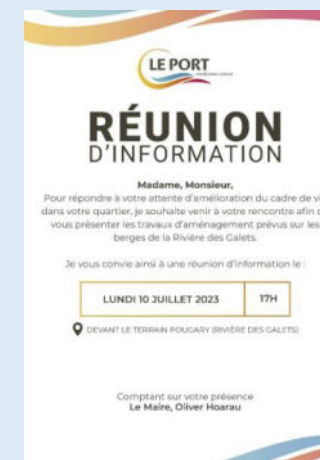 LE PORT
RÉUNION
D'INFORMATION
Madame, Monsieur,
Pour répondre à votre attente d'amélioration du cadre de vi
dans votre quartier, je souhaite venir à votre rencontre afin d
vous présenter les travaux d'aménagement prévus sur les
berges de la Rivière des Galets.
Je vous convie ainsi à une réunion d'information le :
LUNDI 10 JUILLET 2023
17H
DEVANT LE TERRAIN POUGARY (RIVIÈRE DES GALETS)
Comptant sur votre présence
Le Maire, Oliver Hoarau